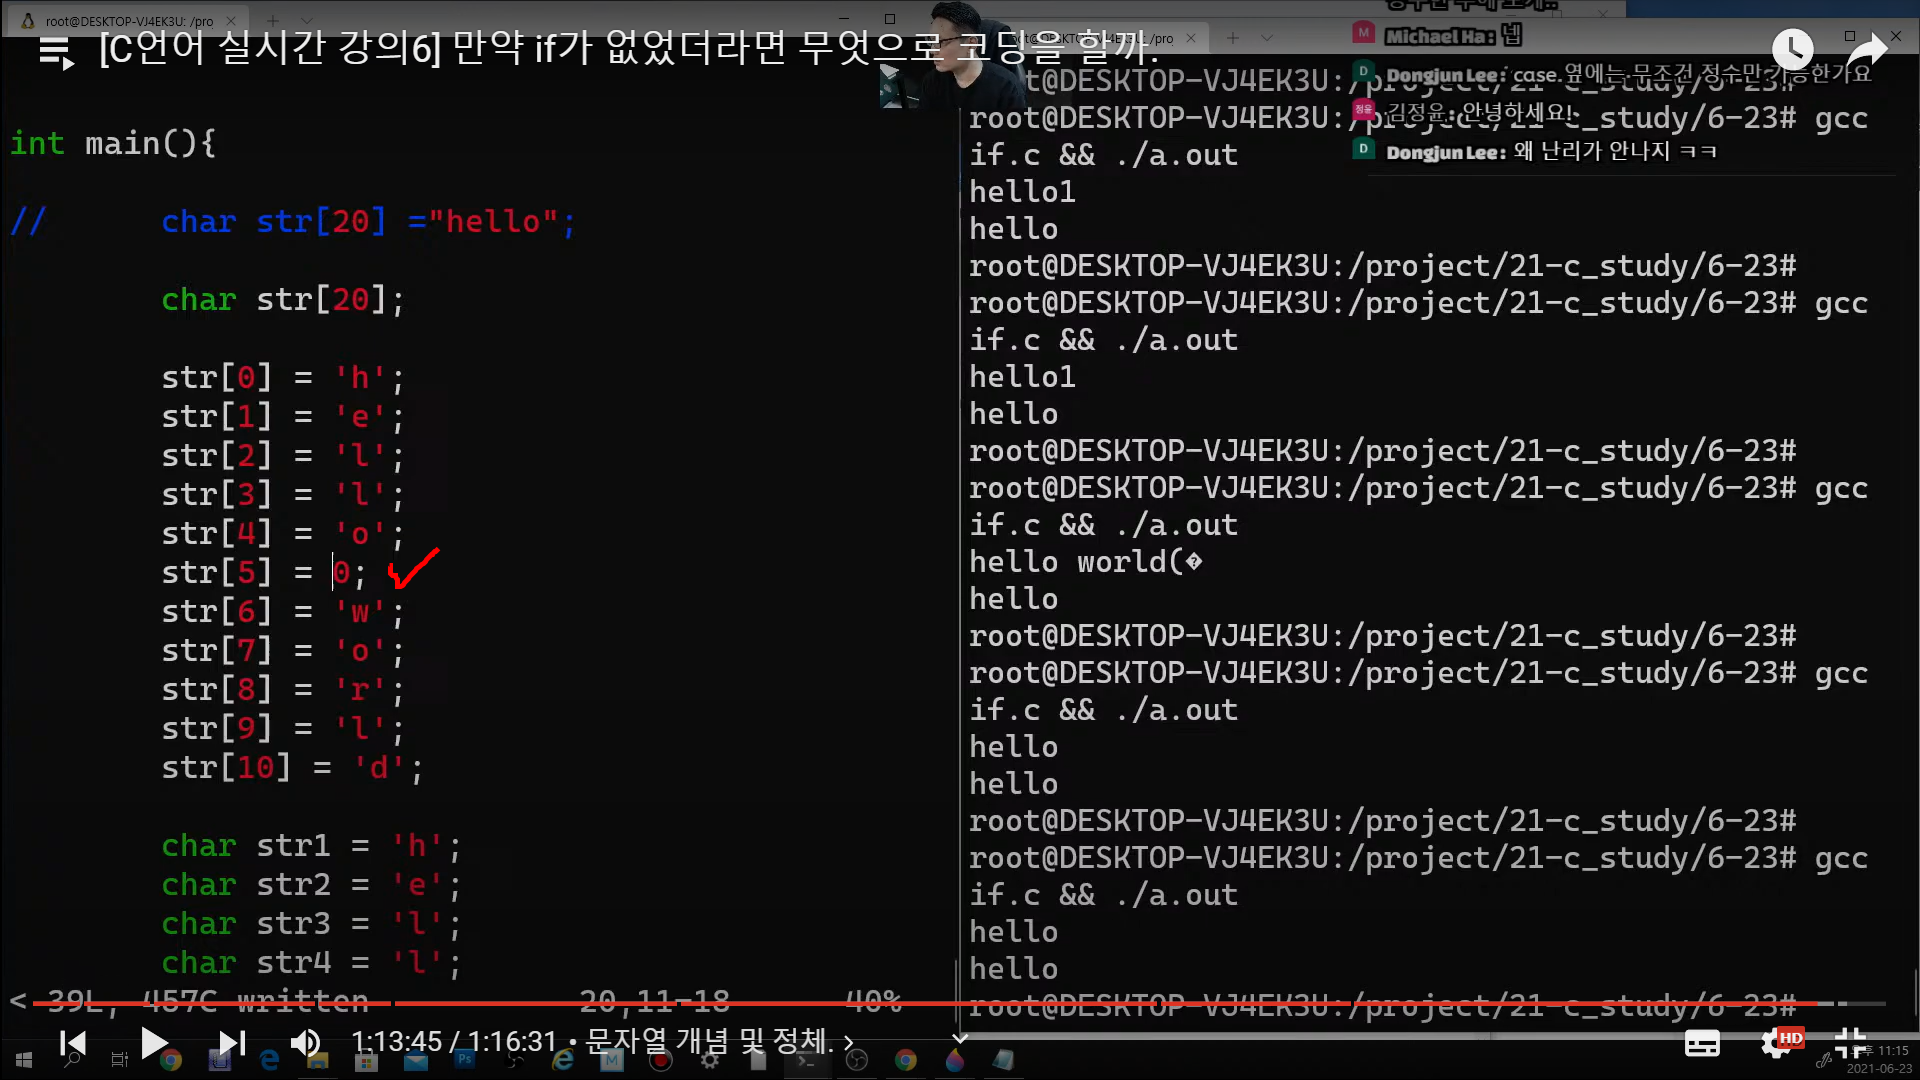 root@DESKTOP-VJ4EK3U: /pro
[C언어 실시간 강의6] 만약 if가 없었더라면 무엇으로 코딩을 할까.
Michael Ha: 넵
Dongjun Lee: case.옆에는 무조건 정수만 가능한가요
김정윤: 안녕하세요!
Dongjun Lee: 왜 난리가 안나지 ㅋㅋ
int main(){
//      char str[20] ="hello";
char str[20];
str[0] = 'h';
str[1] = 'e';
str[2] = 'l';
str[3] = 'l';
str[4] = 'o';
str[5] = 0;
str[6] = 'w';
str[7] = 'o';
str[8] = 'r';
str[9] = 'l';
str[10] = 'd';
char str1 = 'h';
char str2 = 'e';
char str3 = 'l';
char str4 = 'l';
< 39L, 457C written 20,11-18 40%
root@DESKTOP-VJ4EK3U:/project/21-c_study/6-23#
root@DESKTOP-VJ4EK3U:/project/21-c_study/6-23# gcc
if.c && ./a.out
hello1
hello
root@DESKTOP-VJ4EK3U:/project/21-c_study/6-23#
root@DESKTOP-VJ4EK3U:/project/21-c_study/6-23# gcc
if.c && ./a.out
hello1
hello
root@DESKTOP-VJ4EK3U:/project/21-c_study/6-23#
root@DESKTOP-VJ4EK3U:/project/21-c_study/6-23# gcc
if.c && ./a.out
hello world(�
hello
root@DESKTOP-VJ4EK3U:/project/21-c_study/6-23#
root@DESKTOP-VJ4EK3U:/project/21-c_study/6-23# gcc
if.c && ./a.out
hello
hello
root@DESKTOP-VJ4EK3U:/project/21-c_study/6-23#
root@DESKTOP-VJ4EK3U:/project/21-c_study/6-23# gcc
if.c && ./a.out
hello
hello
root@DESKTOP-VJ4EK3U:/project/21-c_study/6-23#
1:13:45 / 1:16:31 • 문자열 개념 및 정체. ›
HD
오후 11:15
2021-06-23